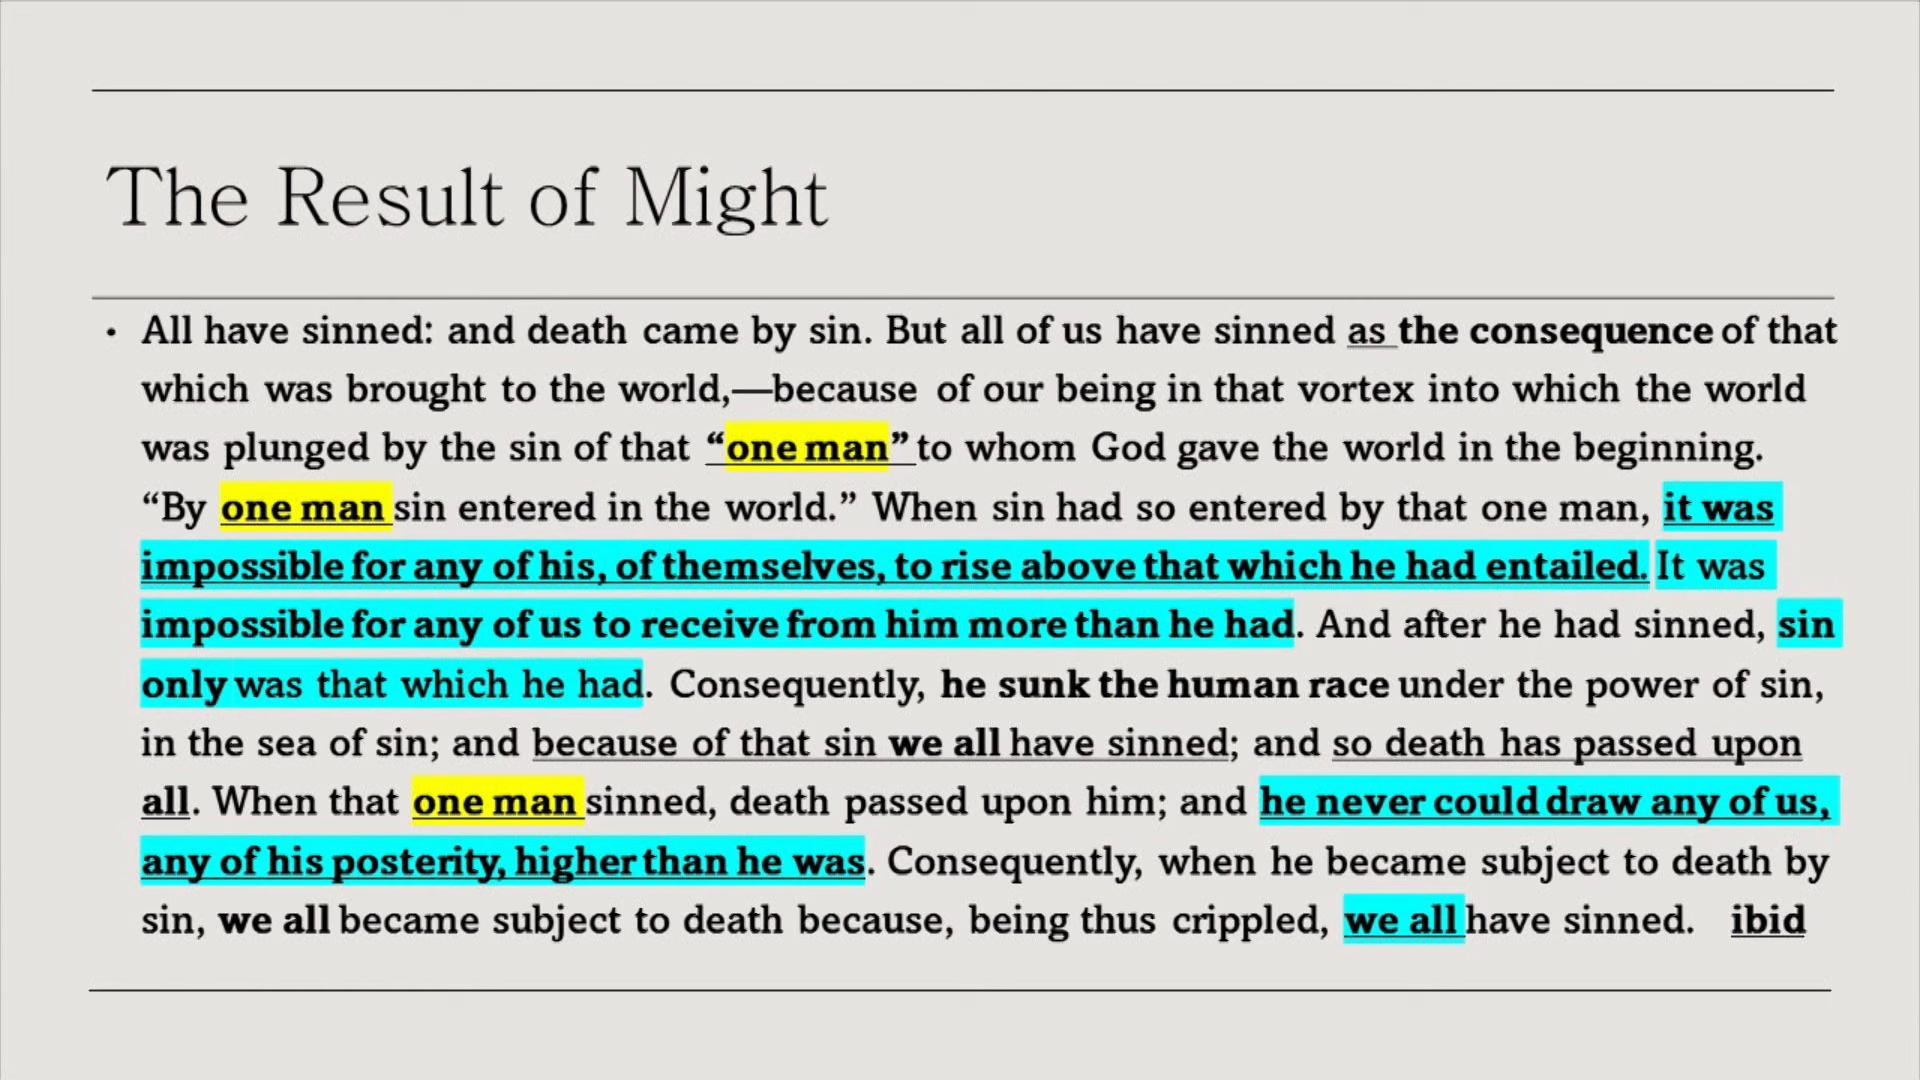 The Result of Might
• All have sinned: and death came by sin. But all of us have sinned as the consequence of that
which was brought to the world,—because of our being in that vortex into which the world
was plunged by the sin of that “one man” to whom God gave the world in the beginning.
“By one man sin entered in the world.” When sin had so entered by that one man, it was
impossible for any of his, of themselves, to rise above that which he had entailed. It was
impossible for any of us to receive from him more than he had. And after he had sinned, sin
only was that which he had. Consequently, he sunk the human race under the power of sin,
in the sea of sin; and because of that sin we all have sinned; and so death has passed upon
all. When that one man sinned, death passed upon him; and he never could draw any of us,
any of his posterity, higher than he was. Consequently, when he became subject to death by
sin, we all became subject to death because, being thus crippled, we all have sinned. ibid